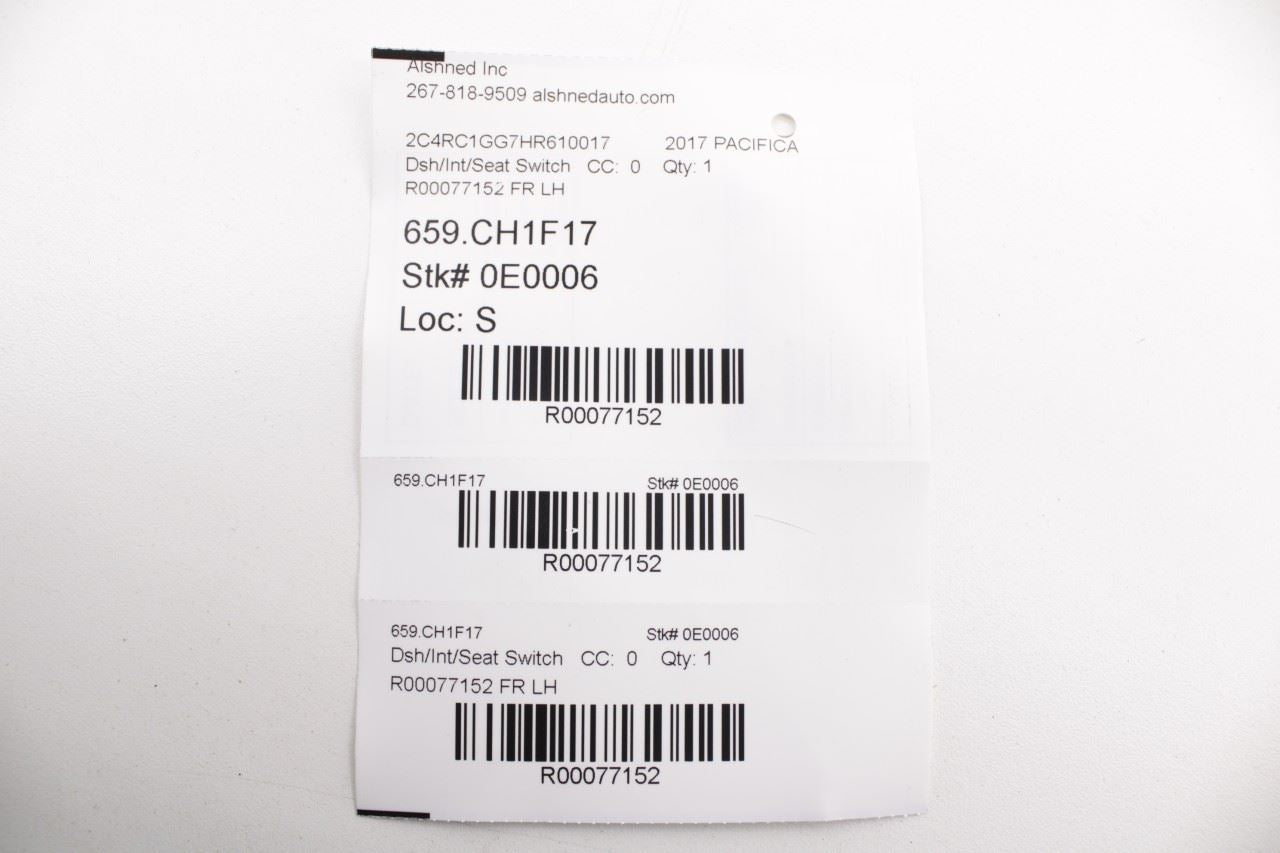 Alshned Inc
267-818-9509 alshnedauto.com
2C4RC1GG7HR610017 2017 PACIFICA
Dsh/Int/Seat Switch CC: 0 Qty: 1
R00077152 FR LH
659.CH1F17
Stk# 0E0006
Loc: S
R00077152
659.CH1F17 Stk# 0E0006
R00077152
659.CH1F17 Stk# 0E0006
Dsh/Int/Seat Switch CC: 0 Qty: 1
R00077152 FR LH
R00077152